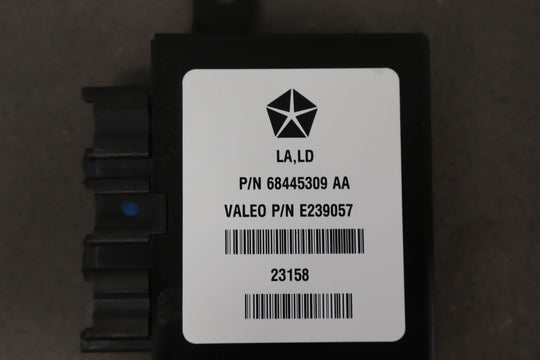 LA,LD
P/N 68445309 AA
VALEO P/N E239057
23158